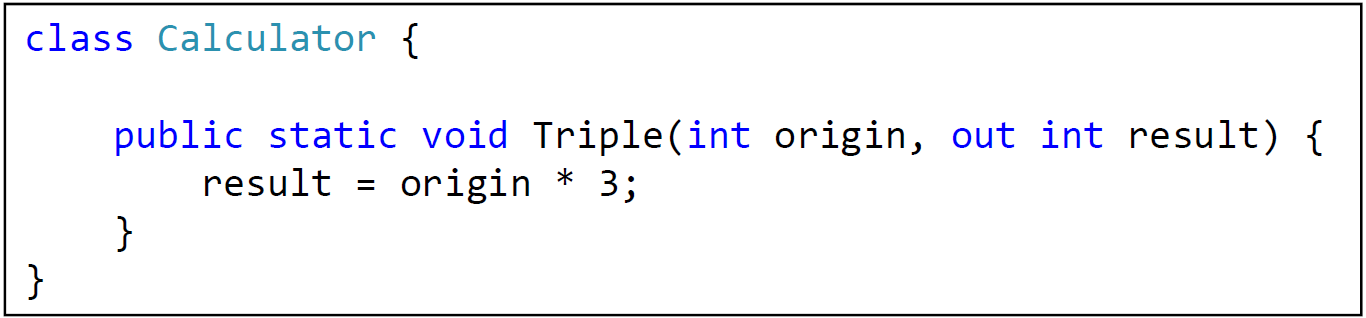 class Calculator {
public static void Triple(int origin, out int result) {
result = origin * 3;
}
}